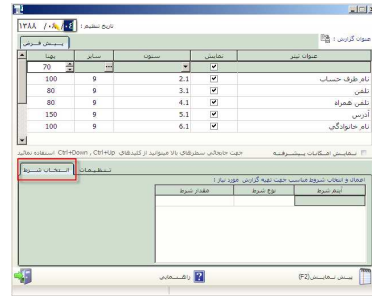 تاریخ تنظیم : ۱۳۸۸ /۰۸/۰۴
عنوان گزارش :
پیش فرض
عنوان تیتر نمایش ستون سایز پهنا
70
نام طرف حساب 2.1 9 100
تلفن 3.1 9 80
تلفن همراه 4.1 9 80
آدرس 5.1 9 150
نام خانوادگی 6.1 9 100
نمایش امکانات پیشرفته جهت جابجائی سطرهای بالا میتوانید از کلیدهای Ctrl+Down , Ctrl+Up استفاده نمائید
تنظیمات انتخاب شرط
اعمال و انتخاب شروط مناسب جهت تهیه گزارش مورد نیاز :
آیتم شرط نوع شرط مقدار شرط
پیش نمایش(F2) راهنمایی